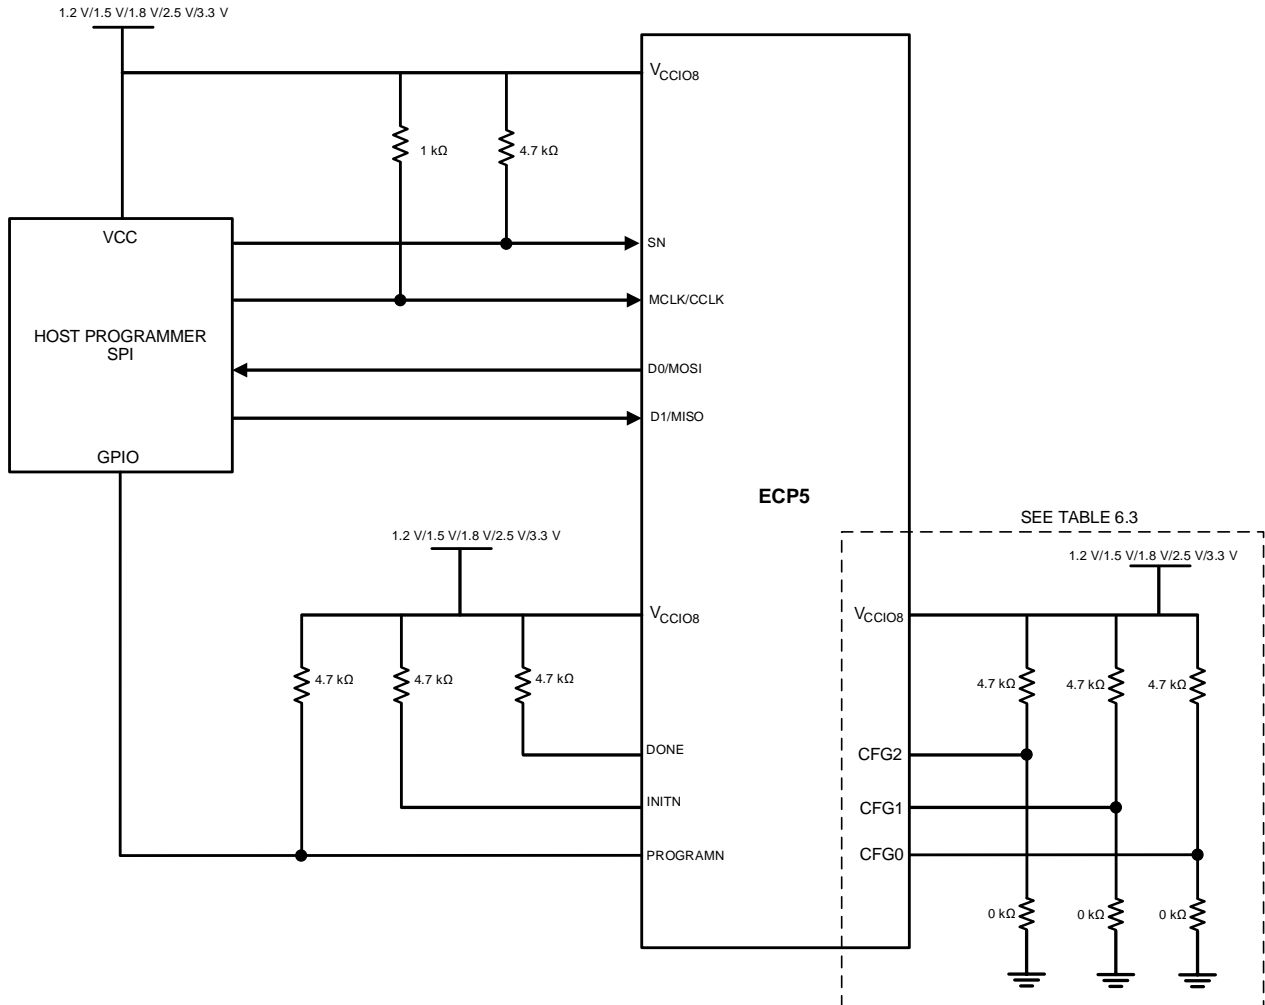 1.2 V/1.5 V/1.8 V/2.5 V/3.3 V
VCCIO8
1 kΩ
4.7 kΩ
VCC
SN
MCLK/CCLK
HOST PROGRAMMER
SPI
D0/MOSI
D1/MISO
GPIO
ECP5
SEE TABLE 6.3
1.2 V/1.5 V/1.8 V/2.5 V/3.3 V
1.2 V/1.5 V/1.8 V/2.5 V/3.3 V
VCCIO8
VCCIO8
4.7 kΩ
4.7 kΩ
4.7 kΩ
4.7 kΩ
4.7 kΩ
4.7 kΩ
DONE
CFG2
INITN
CFG1
PROGRAMN
CFG0
0 kΩ
0 kΩ
0 kΩ